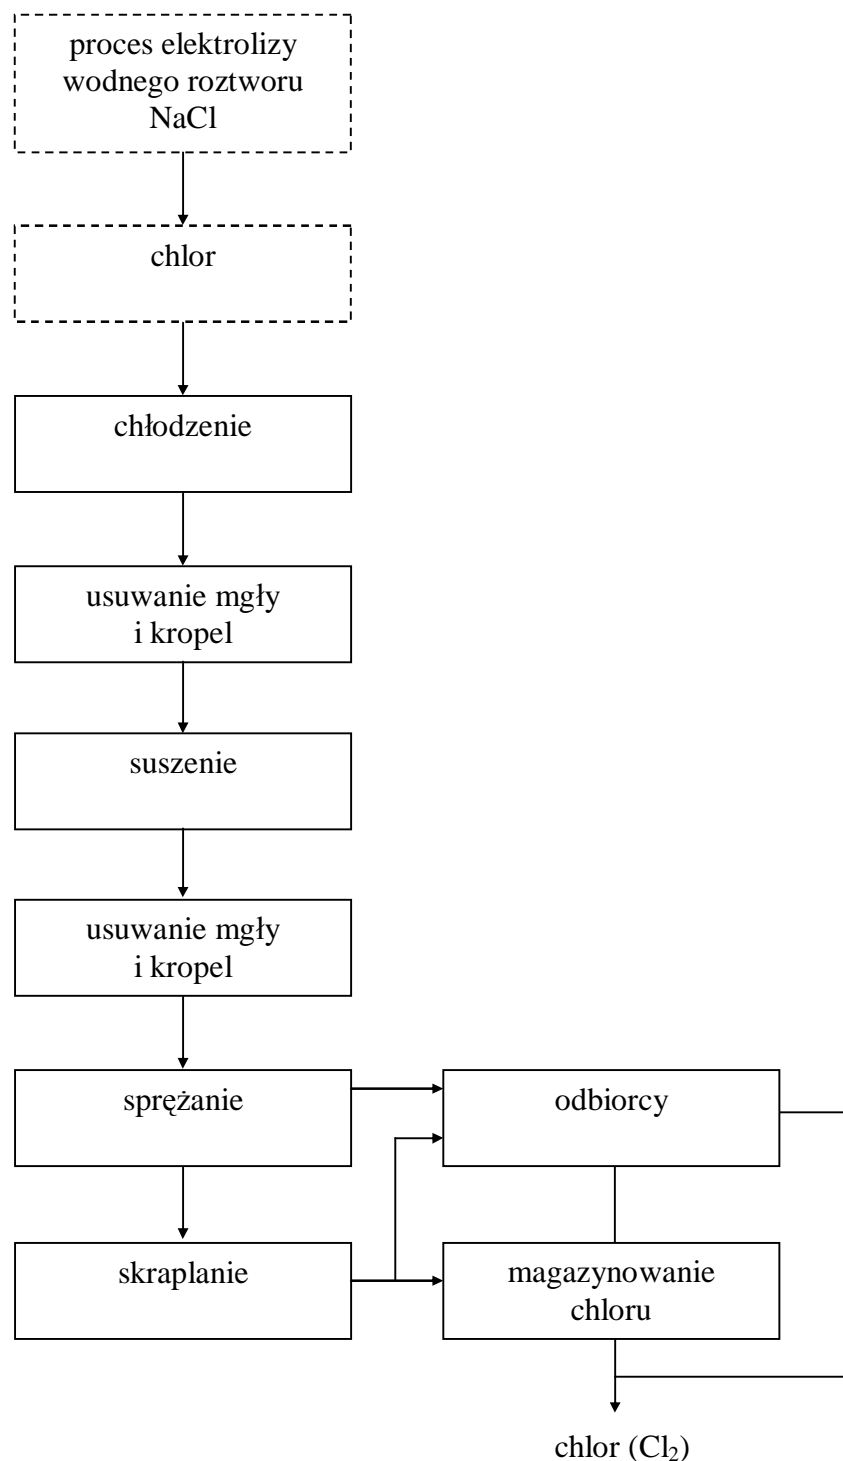 proces elektrolizy
wodnego roztworu
NaCl
chlor
chłodzenie
usuwanie mgły
i kropel
suszenie
usuwanie mgły
i kropel
sprężanie
odbiorcy
skraplanie
magazynowanie
chloru
chlor (Cl₂)